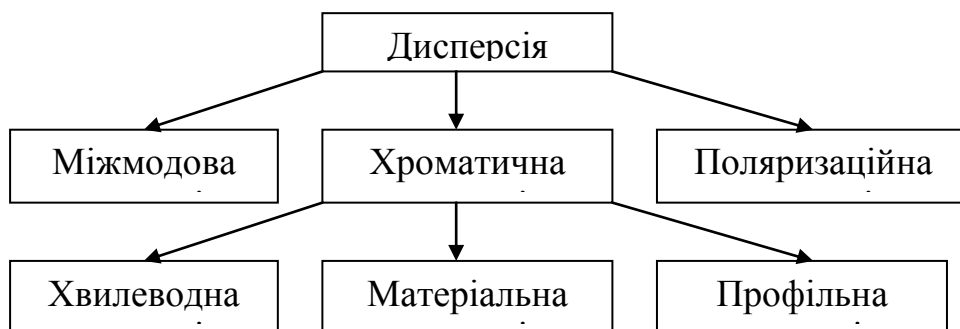 Дисперсія
Міжмодова
Хроматична
Поляризаційна
Хвилеводна
Матеріальна
Профільна